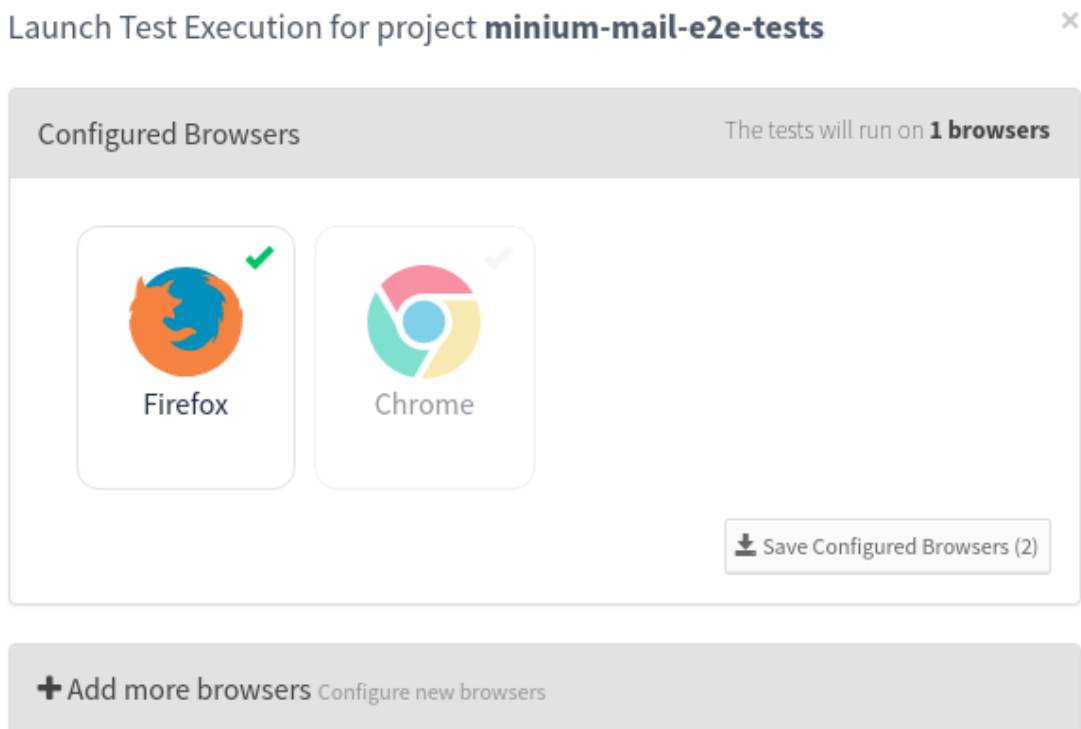 Launch Test Execution for project minium-mail-e2e-tests ×
Configured Browsers The tests will run on 1 browsers
Firefox Chrome
Save Configured Browsers (2)
Add more browsers Configure new browsers